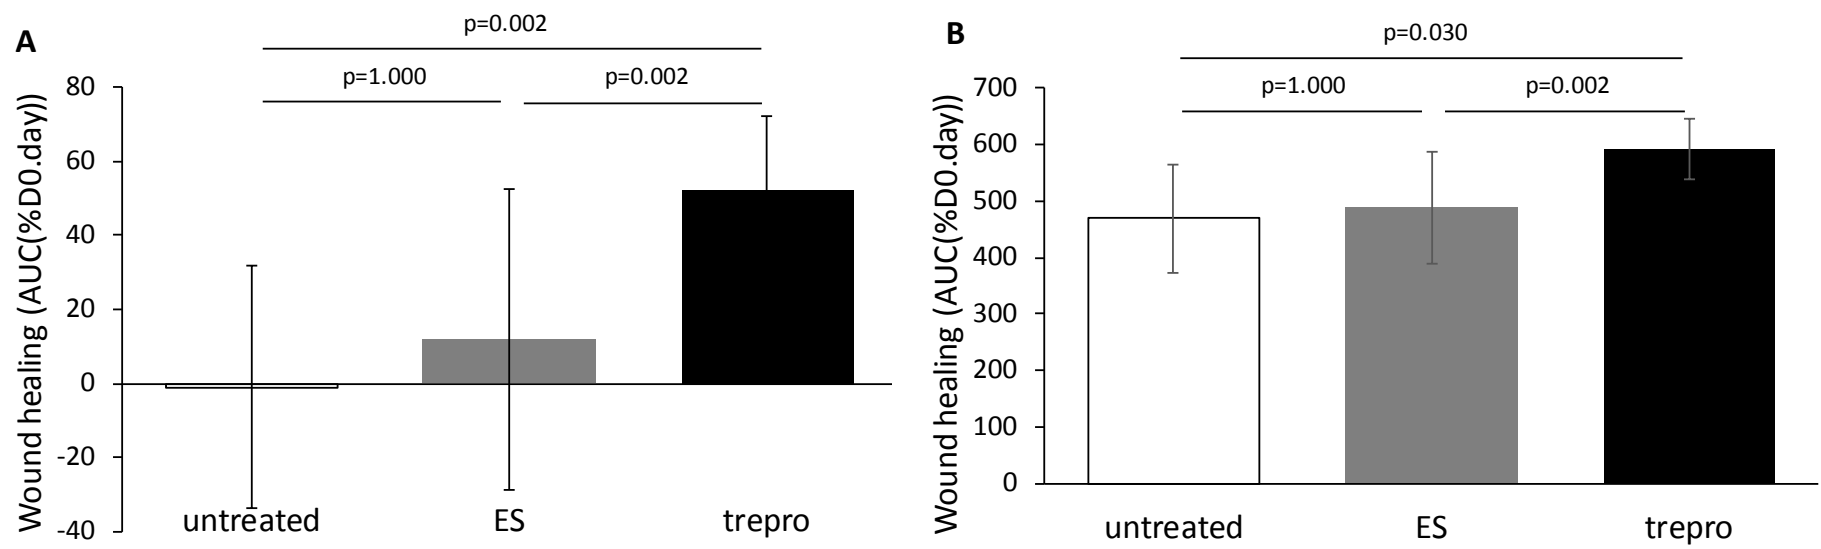 A
p=0.002
p=1.000
p=0.002
Wound healing (AUC(%D0.day))
80
60
40
20
0
-20
-40
untreated
ES
trepro
B
p=0.030
p=1.000
p=0.002
Wound healing (AUC(%D0.day))
700
600
500
400
300
200
100
0
untreated
ES
trepro